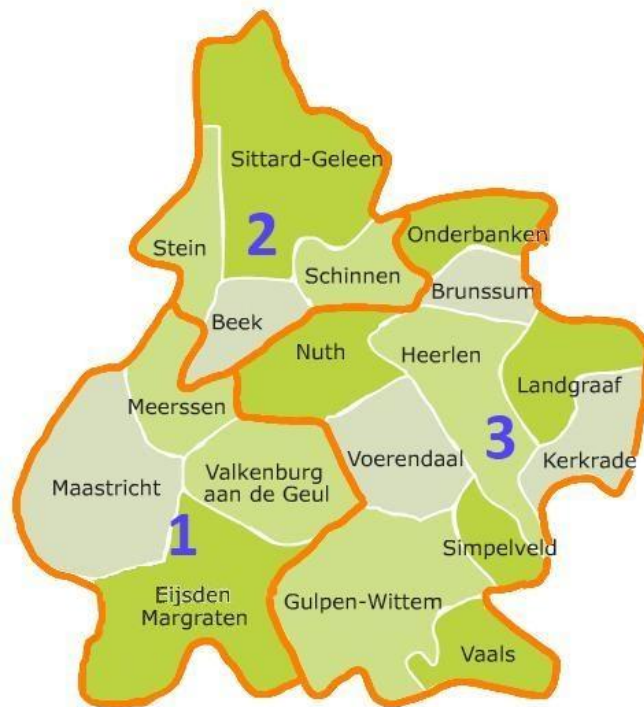 Sittard-Geleen
Stein
2
Schinnen
Onderbanken
Beek
Brunssum
Nuth
Heerlen
Meerssen
Landgraaf
Maastricht
Valkenburg
aan de Geul
Voerendaal
3
Kerkrade
1
Simpelveld
Eijsden
Margraten
Gulpen-Wittem
Vaals